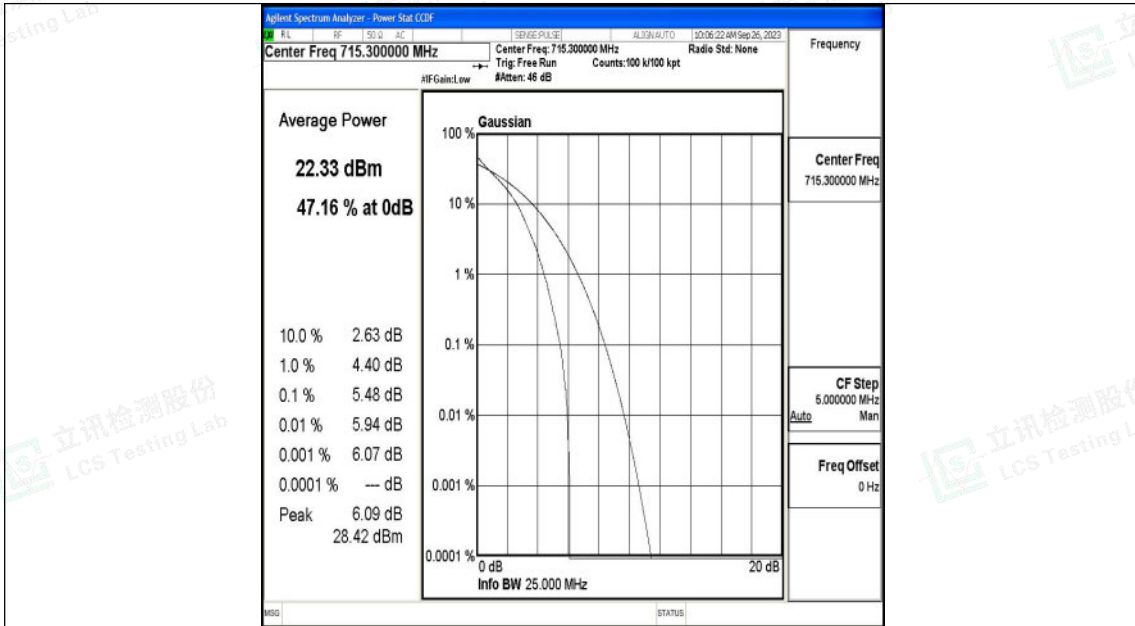 Agilent Spectrum Analyzer - Power Stat CCDF
RL RF 50 Ω AC SENSE:PULSE ALIGNAUTO 10:06:22 AM Sep 26, 2023
Center Freq 715.300000 MHz
Center Freq: 715.300000 MHz Radio Std: None
Trig: Free Run Counts:100 k/100 kpt
#IFGain:Low #Atten: 46 dB
Frequency
Average Power
22.33 dBm
47.16 % at 0dB
10.0 % 2.63 dB
1.0 % 4.40 dB
0.1 % 5.48 dB
0.01 % 5.94 dB
0.001 % 6.07 dB
0.0001 % --- dB
Peak 6.09 dB
28.42 dBm
Gaussian
100 %
10 %
1 %
0.1 %
0.01 %
0.001 %
0.0001 %
0 dB 20 dB
Info BW 25.000 MHz
Center Freq
715.300000 MHz
CF Step
5.000000 MHz
Auto Man
Freq Offset
0 Hz
MSG STATUS
立讯检测股份
LCS Testing Lab
立讯检测股份
LCS Testing L
sting Lab
立
LCS